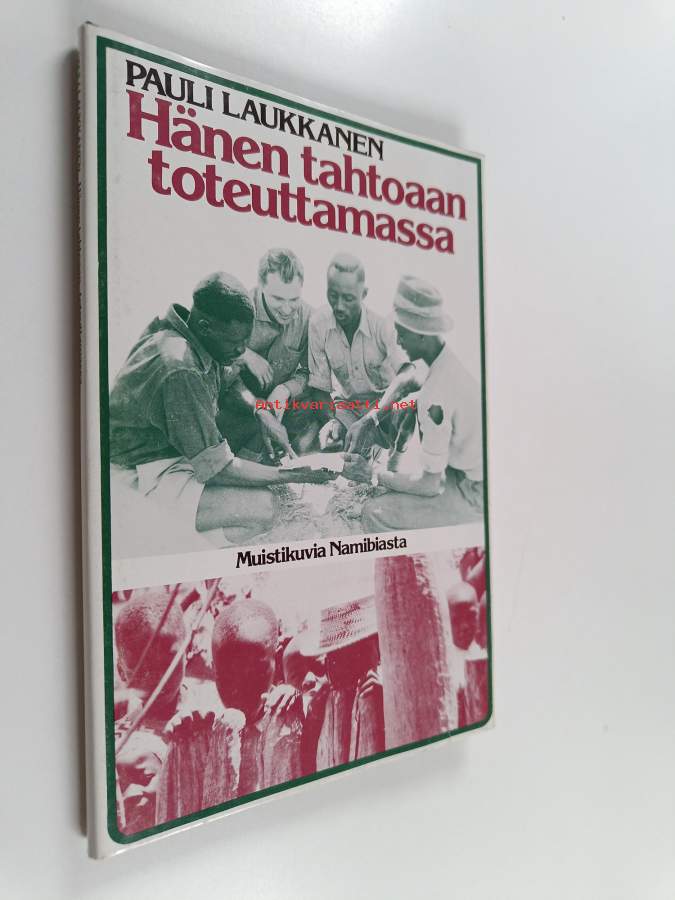 PAULI LAUKKANEN
Hänen tahtoaan
toteuttamassa
antikvariaatti.net
Muistikuvia Namibiasta